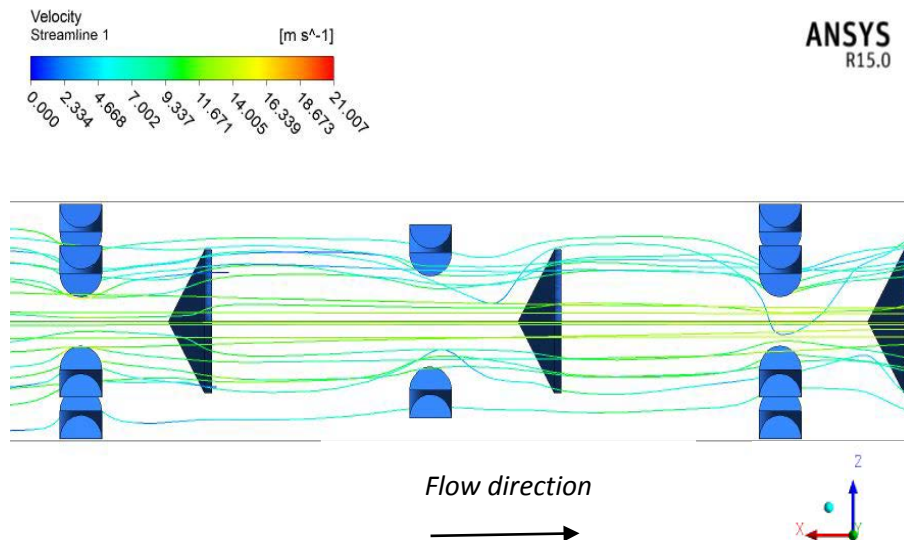 Velocity
Streamline 1
[m s^-1]
0.000
2.334
4.668
7.002
9.337
11.671
14.005
16.339
18.673
21.007
ANSYS
R15.0
Flow direction
Z
X
Y